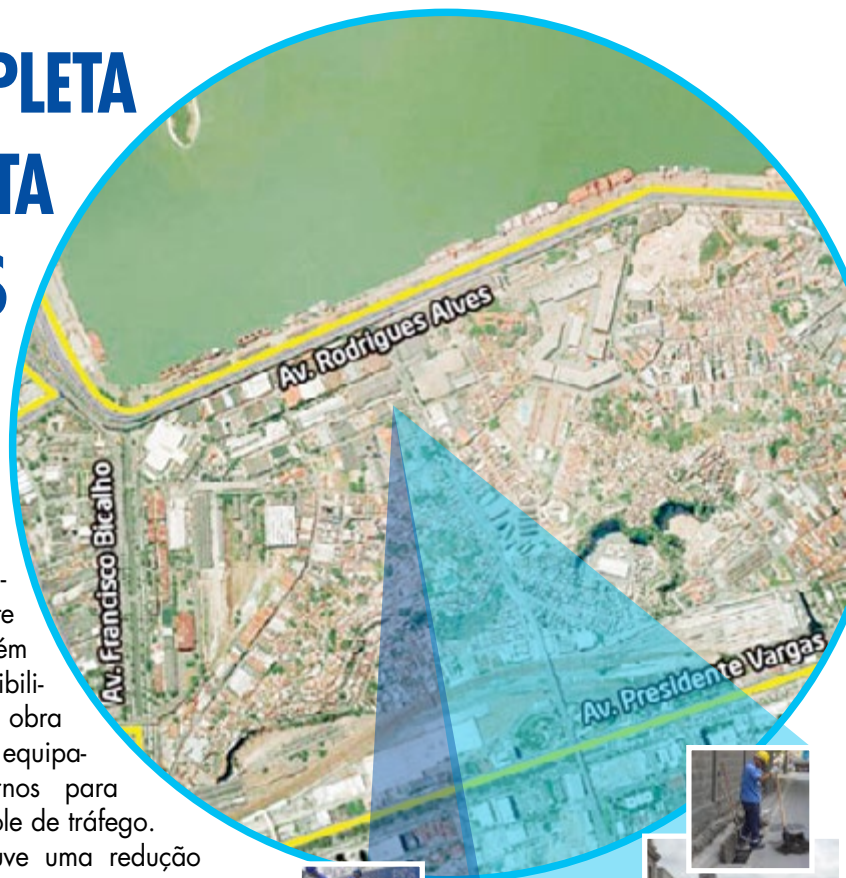 PLETA
TA
S
Av. Rodrigues Alves
Av. Francisco Bicalho
Av. Presidente Vargas
-
re
ém
ibili-
obra
equipa-
rnos para
ole de tráfego.
uve uma redução